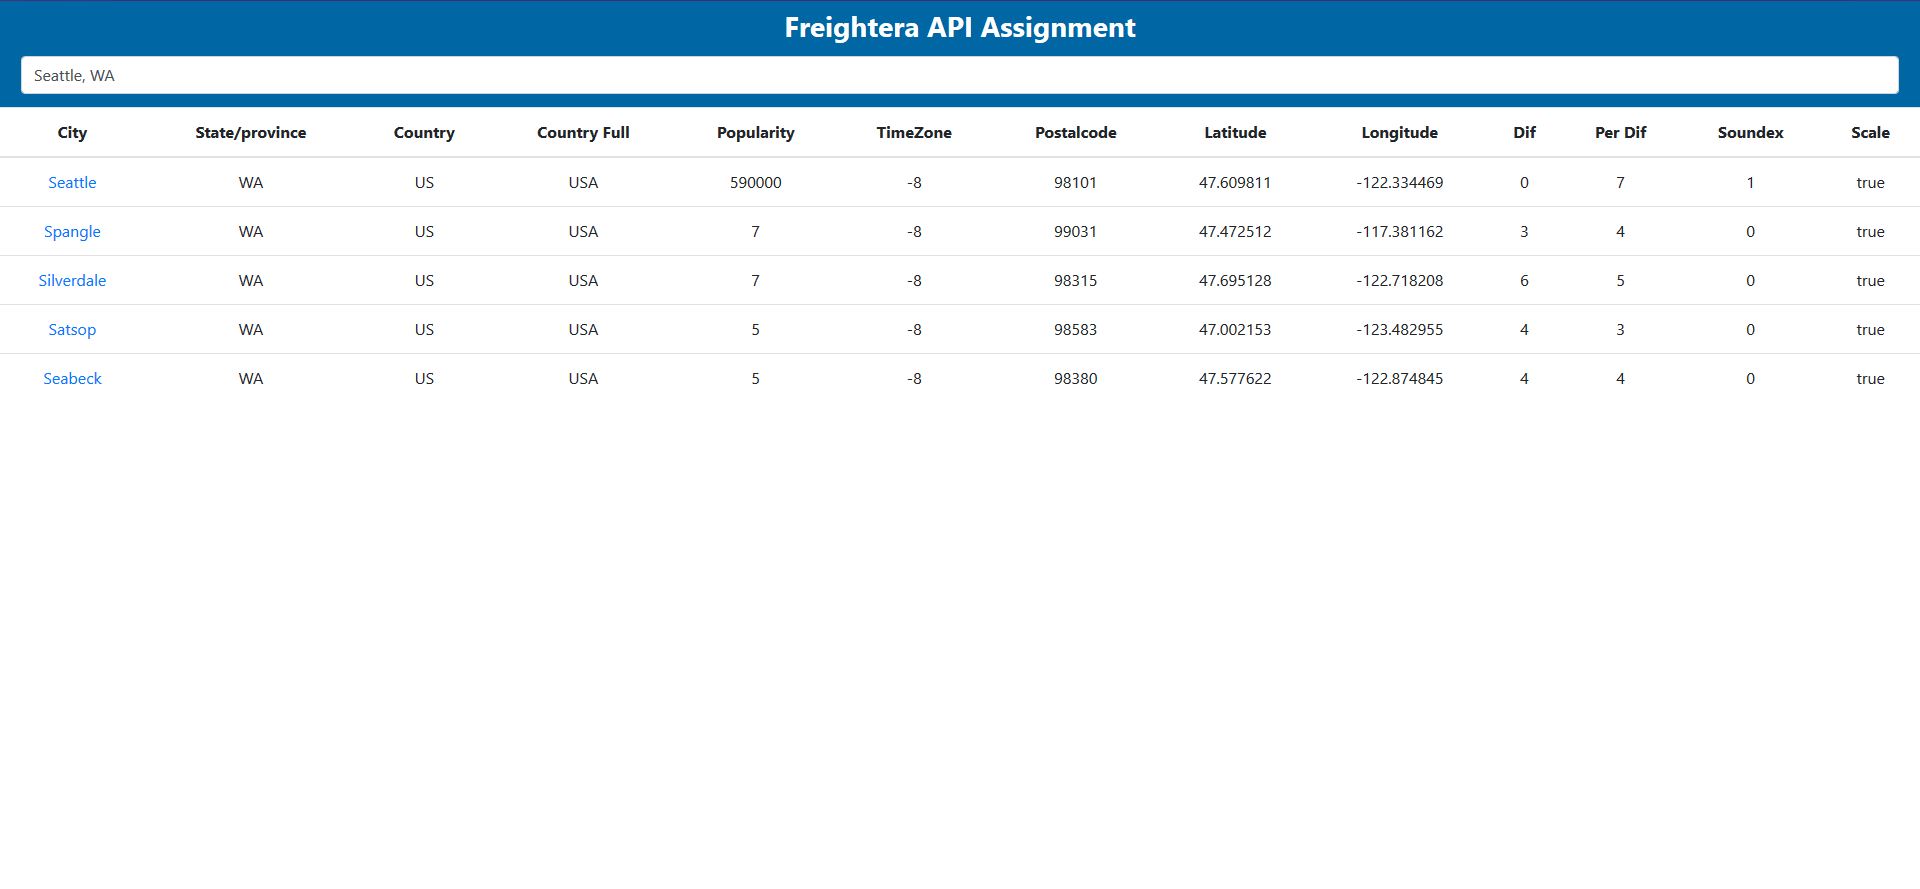 Freightera API Assignment
Seattle, WA
City State/province Country Country Full Popularity TimeZone Postalcode Latitude Longitude Dif Per Dif Soundex Scale
Seattle WA US USA 590000 -8 98101 47.609811 -122.334469 0 7 1 true
Spangle WA US USA 7 -8 99031 47.472512 -117.381162 3 4 0 true
Silverdale WA US USA 7 -8 98315 47.695128 -122.718208 6 5 0 true
Satsop WA US USA 5 -8 98583 47.002153 -123.482955 4 3 0 true
Seabeck WA US USA 5 -8 98380 47.577622 -122.874845 4 4 0 true